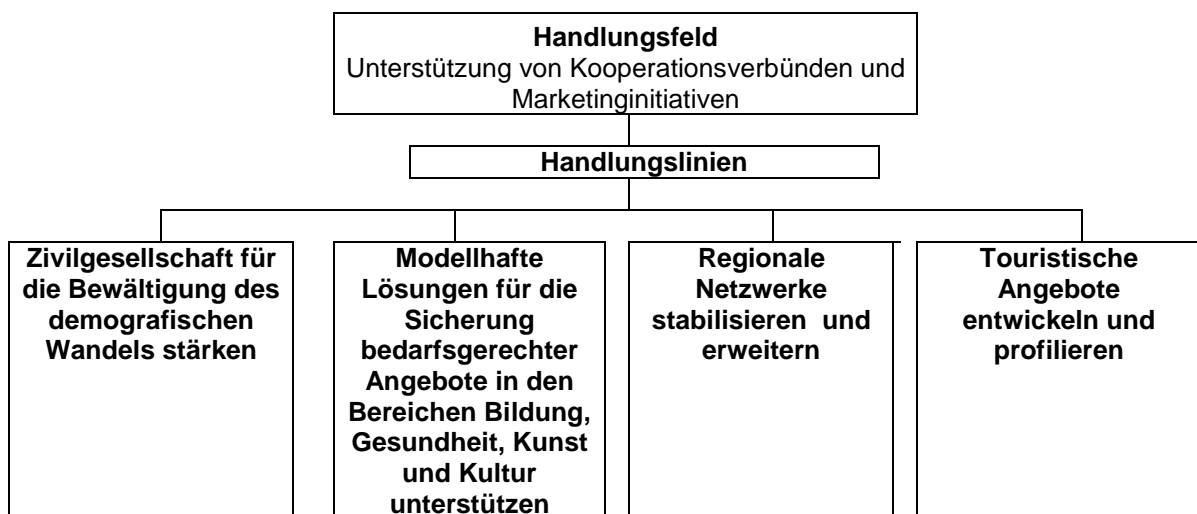 Handlungsfeld
Unterstützung von Kooperationsverbünden und
Marketinginitiativen
Handlungslinien
Zivilgesellschaft für
die Bewältigung des
demografischen
Wandels stärken
Modellhafte
Lösungen für die
Sicherung
bedarfsgerechter
Angebote in den
Bereichen Bildung,
Gesundheit, Kunst
und Kultur
unterstützen
Regionale
Netzwerke
stabilisieren und
erweitern
Touristische
Angebote
entwickeln und
profilieren